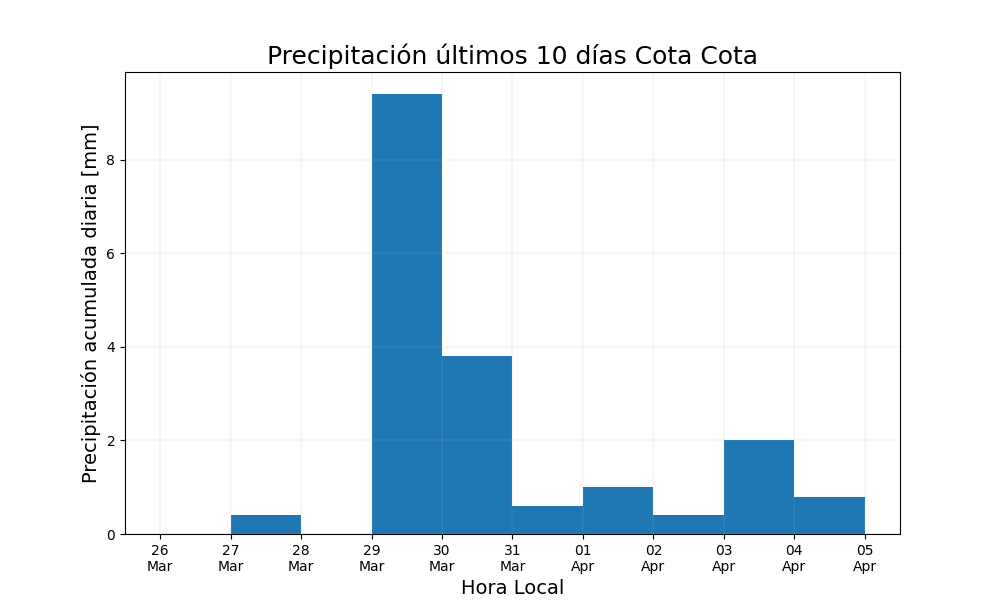 Precipitación últimos 10 días Cota Cota
Precipitación acumulada diaria [mm]
8
6
4
2
0
26 27 28 29 30 31 01 02 03 04 05
Mar Mar Mar Mar Mar Mar Apr Apr Apr Apr Apr
Hora Local